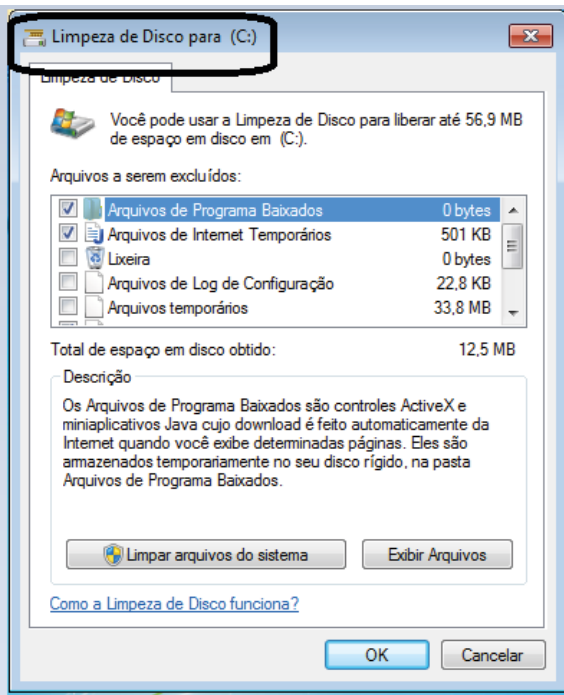 Limpeza de Disco para (C:)
Limpeza de Disco
Você pode usar a Limpeza de Disco para liberar até 56,9 MB
de espaço em disco em (C:).
Arquivos a serem excluídos:
Arquivos de Programa Baixados 0 bytes
Arquivos de Internet Temporários 501 KB
Lixeira 0 bytes
Arquivos de Log de Configuração 22,8 KB
Arquivos temporários 33,8 MB
Total de espaço em disco obtido: 12,5 MB
Descrição
Os Arquivos de Programa Baixados são controles ActiveX e
miniaplicativos Java cujo download é feito automaticamente da
Internet quando você exibe determinadas páginas. Eles são
armazenados temporariamente no seu disco rígido, na pasta
Arquivos de Programa Baixados.
Limpar arquivos do sistema Exibir Arquivos
Como a Limpeza de Disco funciona?
OK Cancelar